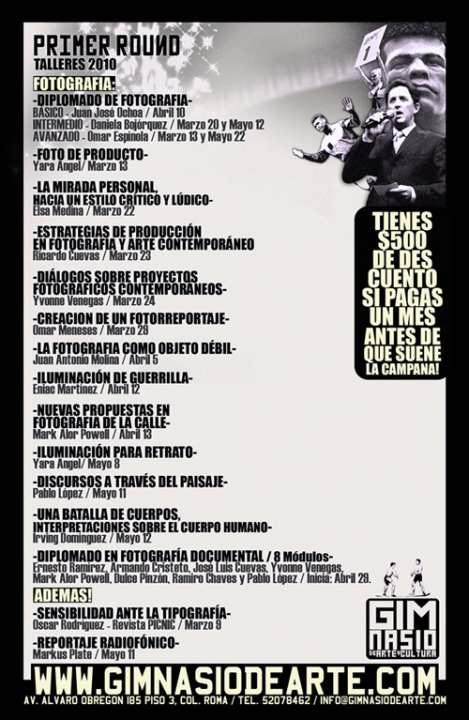 PRIMER ROUND
TALLERES 2010
FOTOGRAFIA:
-DIPLOMADO DE FOTOGRAFIA-
BASICO - Juan José Ochoa / Abril 10
INTERMEDIO - Daniela Bojórquez / Marzo 20 y Mayo 12
AVANZADO - Omar Espinola / Marzo 13 y Mayo 22
-FOTO DE PRODUCTO-
Yara Angel/ Marzo 13
-LA MIRADA PERSONAL,
HACIA UN ESTILO CRÍTICO Y LÚDICO-
Elsa Medina / Marzo 22
-ESTRATEGIAS DE PRODUCCIÓN
EN FOTOGRAFIA Y ARTE CONTEMPORÁNEO
Ricardo Cuevas / Marzo 23
-DIÁLOGOS SOBRE PROYECTOS
FOTOGRÁFICOS CONTEMPORANEOS-
Yvonne Venegas / Marzo 24
-CREACION DE UN FOTORREPORTAJE-
Omar Meneses / Marzo 29
-LA FOTOGRAFIA COMO OBJETO DÉBIL-
Juan Antonio Molina / Abril 5
-ILUMINACIÓN DE GUERRILLA-
Eniac Martínez / Abril 12
-NUEVAS PROPUESTAS EN
FOTOGRAFIA DE LA CALLE-
Mark Alor Powell / Abril 13
-ILUMINACIÓN PARA RETRATO-
Yara Angel/ Mayo 8
-DISCURSOS A TRAVÉS DEL PAISAJE-
Pablo López / Mayo 11
-UNA BATALLA DE CUERPOS,
INTERPRETACIONES SOBRE EL CUERPO HUMANO-
Irving Domínguez / Mayo 12
-DIPLOMADO EN FOTOGRAFÍA DOCUMENTAL / 8 Módulos-
Ernesto Ramírez, Armando Cristeto, José Luis Cuevas, Yvonne Venegas,
Mark Alor Powell, Dulce Pinzón, Ramiro Chaves y Pablo López / Inicia: Abril 29.
ADEMAS!
-SENSIBILIDAD ANTE LA TIPOGRAFÍA-
Oscar Rodríguez - Revista PICNIC / Marzo 9
-REPORTAJE RADIOFÓNICO-
Markus Plate / Mayo 11
1
TIENES
$500
DE DES
CUENTO
SI PAGAS
UN MES
ANTES DE
QUE SUENE
LA CAMPANA!
GIM
NASIO
DE ARTE Y CULTURA
WWW.GIMNASIODEARTE.COM
AV. ALVARO OBREGON 185 PISO 3, COL. ROMA / TEL. 52078462 / INFO@GIMNASIODEARTE.COM